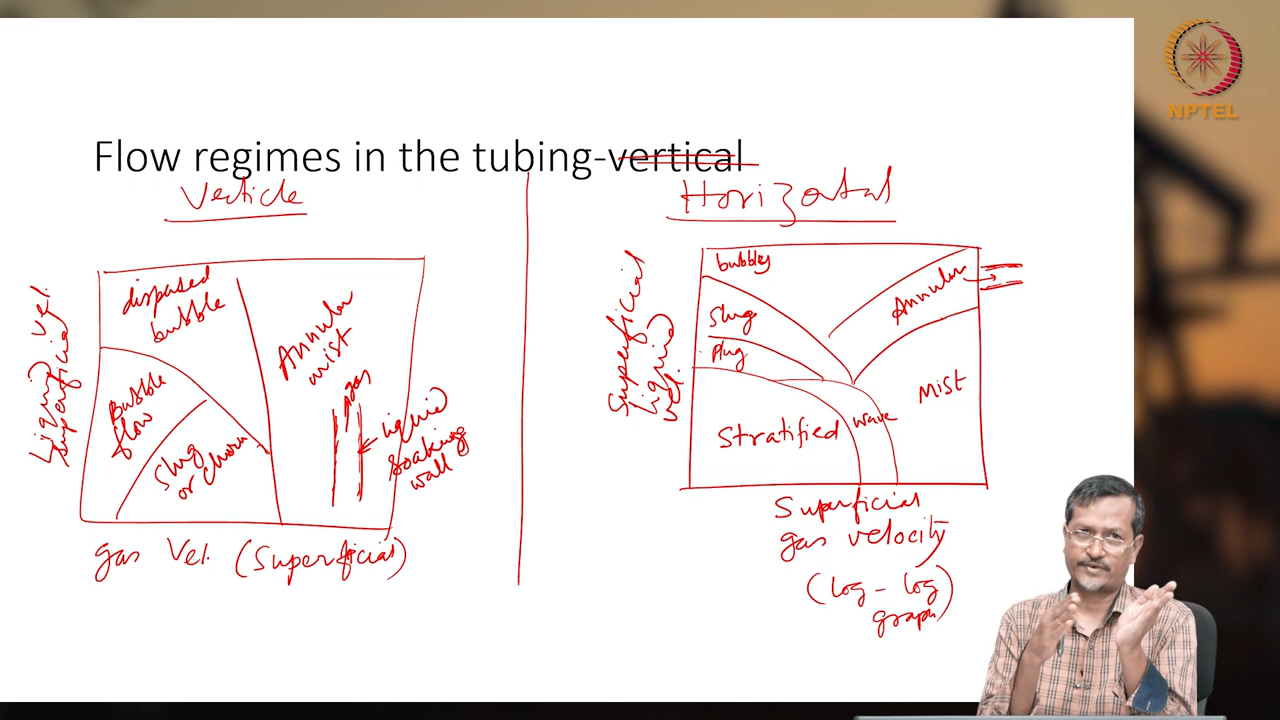 NPTEL
Flow regimes in the tubing-vertical
Verticle
Horizontal
Liquid vel.
Superficial
dispused
bubble
Bubble
flow
Slug
or churn
Annular
mist
gas
liquid
soaking
wall
gas Vel. (Superficial)
Superficial
Liquid
vel.
bubbly
Slug
Plug
Stratified
wave
Annular
Mist
Superficial
gas velocity
(log - log
graph)